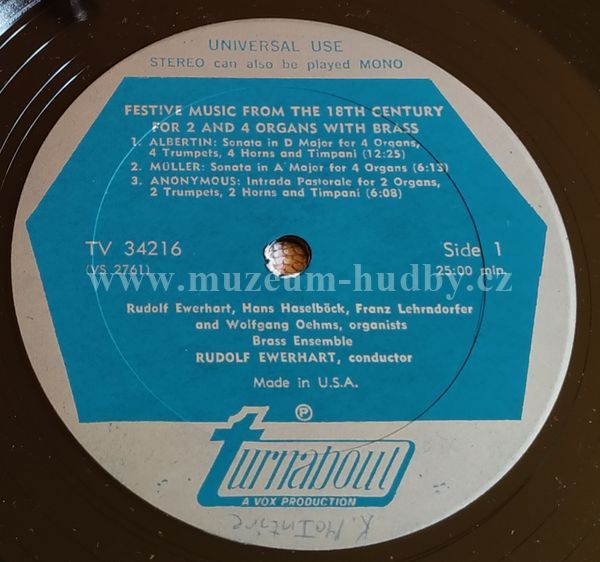 UNIVERSAL USE
STEREO can also be played MONO
FESTIVE MUSIC FROM THE 18TH CENTURY
FOR 2 AND 4 ORGANS WITH BRASS
1. ALBERTIN: Sonata in D Major for 4 Organs,
4 Trumpets, 4 Horns and Timpani (12:25)
2. MÜLLER: Sonata in A Major for 4 Organs (6:13)
3. ANONYMOUS: Intrada Pastorale for 2 Organs,
2 Trumpets, 2 Horns and Timpani (6:08)
TV 34216 Side 1
(VS 2761) 25:00 min.
www.muzeum-hudby.cz
Rudolf Ewerhart, Hans Haselböck, Franz Lehrndorfer
and Wolfgang Oehms, organists
Brass Ensemble
RUDOLF EWERHART, conductor
Made in U.S.A.
℗
turnabout
A VOX PRODUCTION
K. McIntire